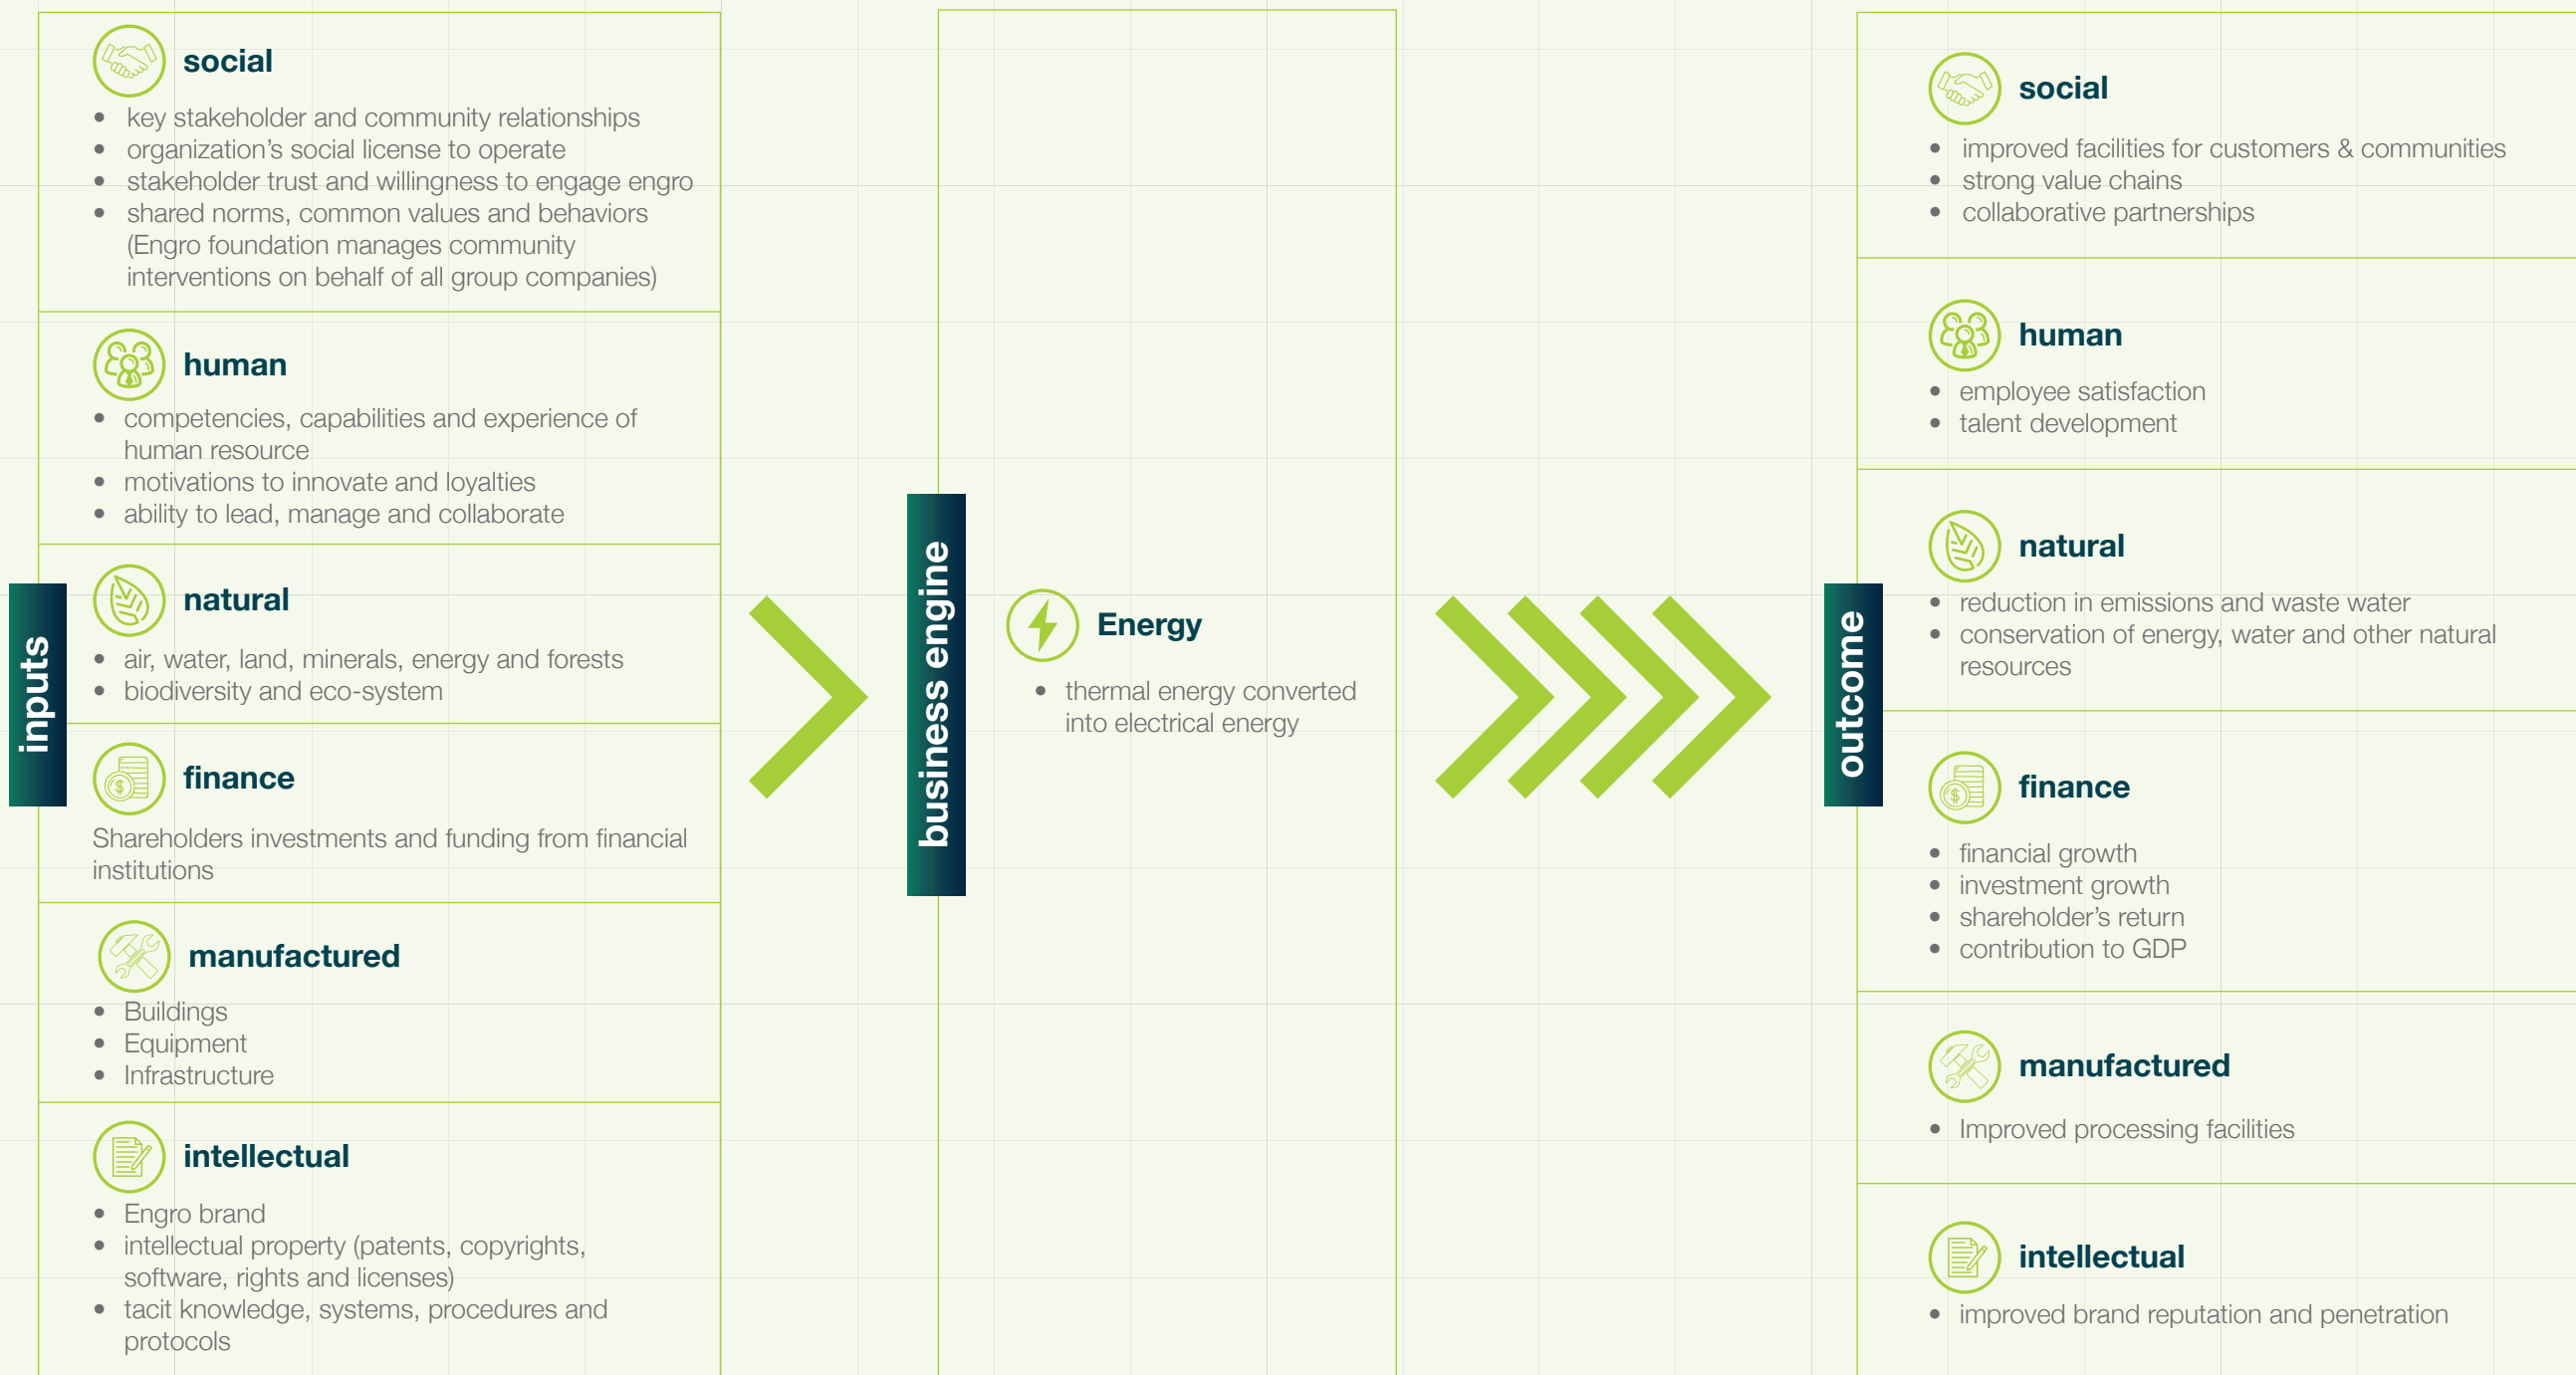 inputs
social
• key stakeholder and community relationships
• organization’s social license to operate
• stakeholder trust and willingness to engage engro
• shared norms, common values and behaviors
(Engro foundation manages community
interventions on behalf of all group companies)
human
• competencies, capabilities and experience of
human resource
• motivations to innovate and loyalties
• ability to lead, manage and collaborate
natural
• air, water, land, minerals, energy and forests
• biodiversity and eco-system
finance
Shareholders investments and funding from financial
institutions
manufactured
• Buildings
• Equipment
• Infrastructure
intellectual
• Engro brand
• intellectual property (patents, copyrights,
software, rights and licenses)
• tacit knowledge, systems, procedures and
protocols
business engine
Energy
• thermal energy converted
into electrical energy
outcome
social
• improved facilities for customers & communities
• strong value chains
• collaborative partnerships
human
• employee satisfaction
• talent development
natural
• reduction in emissions and waste water
• conservation of energy, water and other natural
resources
finance
• financial growth
• investment growth
• shareholder’s return
• contribution to GDP
manufactured
• Improved processing facilities
intellectual
• improved brand reputation and penetration